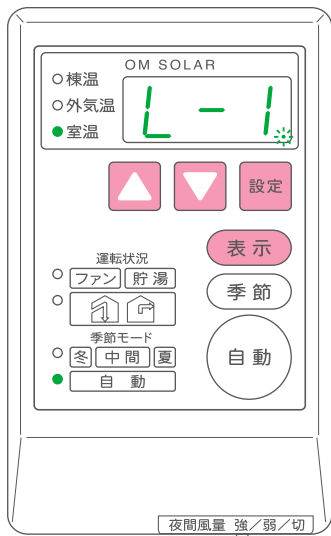 OM SOLAR
棟温
外気温
室温
L - 1
設定
表示
運転状況
ファン 貯湯
季節
季節モード
冬 中間 夏
自動
自動
夜間風量 強/弱/切